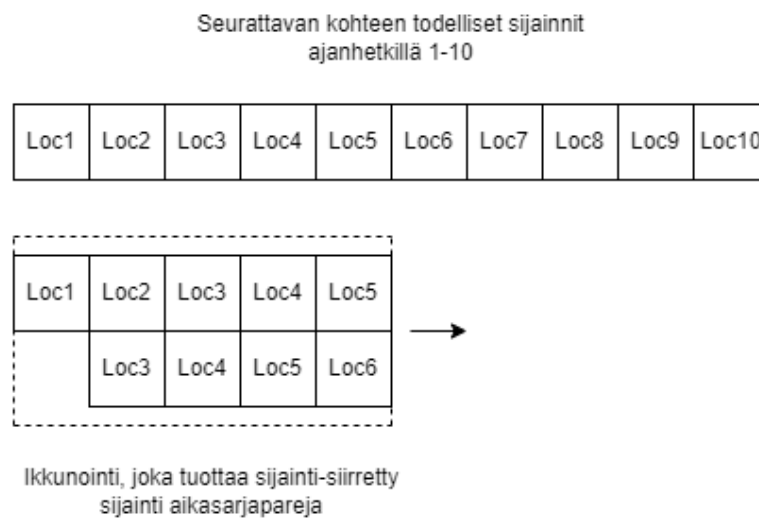 Seurattavan kohteen todelliset sijainnit
ajanhetkillä 1-10
Loc1 Loc2 Loc3 Loc4 Loc5 Loc6 Loc7 Loc8 Loc9 Loc10
Loc1 Loc2 Loc3 Loc4 Loc5
Loc3 Loc4 Loc5 Loc6
Ikkunointi, joka tuottaa sijainti-siirretty
sijainti aikasarjapareja